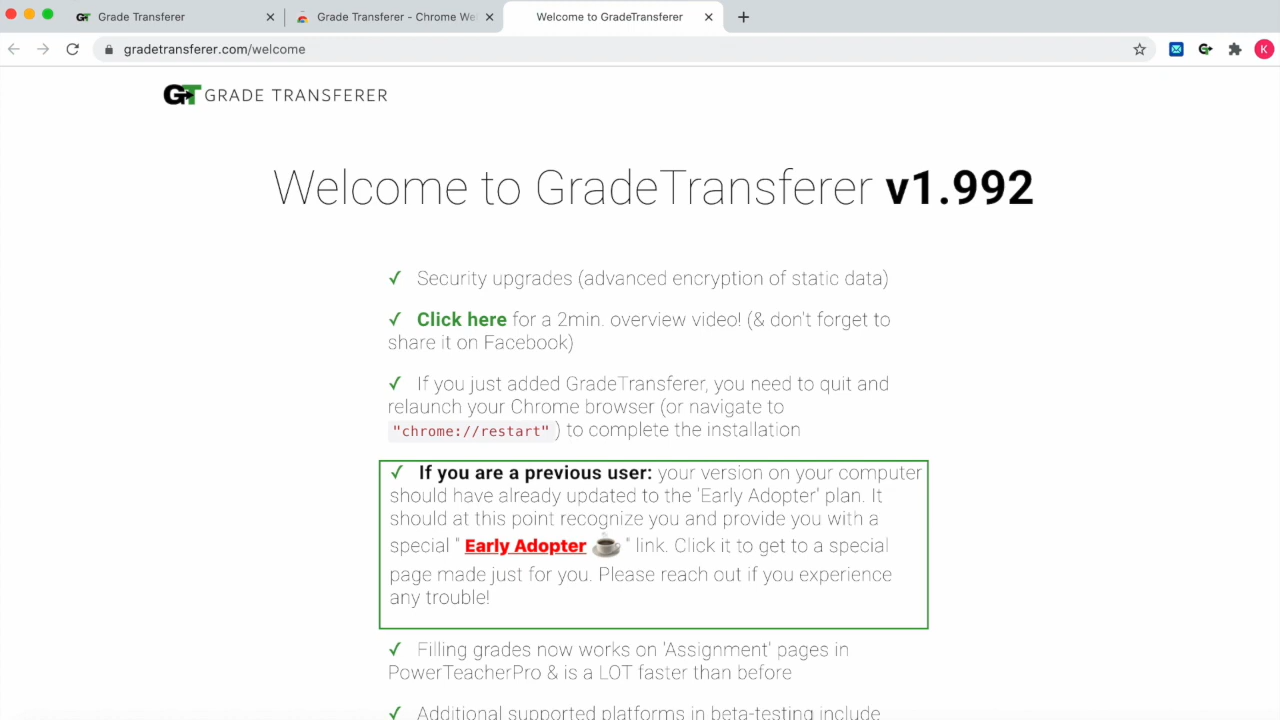 Grade Transferer
Grade Transferer - Chrome We
Welcome to GradeTransferer
gradetransferer.com/welcome
K
GT GRADE TRANSFERER
Welcome to GradeTransferer v1.992
✓ Security upgrades (advanced encryption of static data)
✓ Click here for a 2min. overview video! (& don't forget to
share it on Facebook)
✓ If you just added GradeTransferer, you need to quit and
relaunch your Chrome browser (or navigate to
"chrome://restart") to complete the installation
✓ If you are a previous user: your version on your computer
should have already updated to the 'Early Adopter' plan. It
should at this point recognize you and provide you with a
special " Early Adopter ☕ " link. Click it to get to a special
page made just for you. Please reach out if you experience
any trouble!
✓ Filling grades now works on 'Assignment' pages in
PowerTeacherPro & is a LOT faster than before
✓ Additional supported platforms in beta-testing include